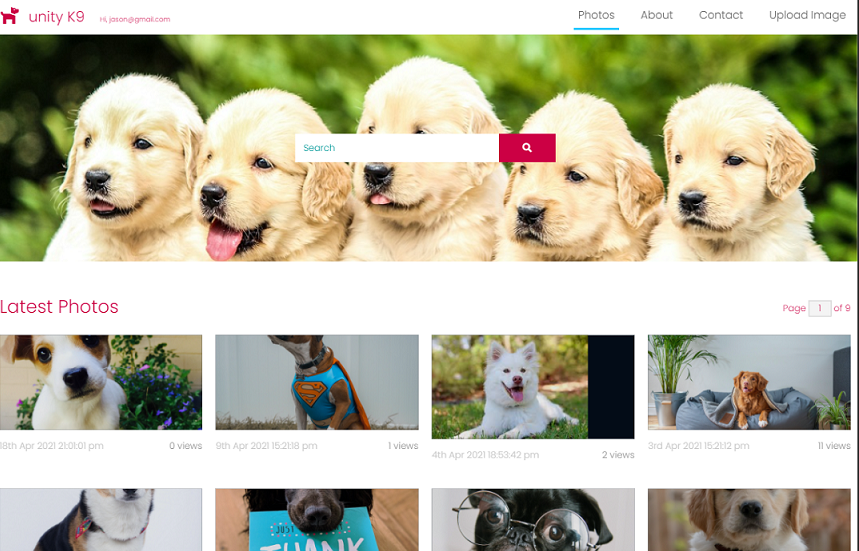 unity K9
Hi, jason@gmail.com
Photos
About
Contact
Upload Image
Search
Latest Photos
Page 1 of 9
18th Apr 2021 21:01:01 pm
0 views
9th Apr 2021 15:21:18 pm
1 views
4th Apr 2021 18:53:42 pm
2 views
3rd Apr 2021 15:21:12 pm
11 views
JUST
THANK